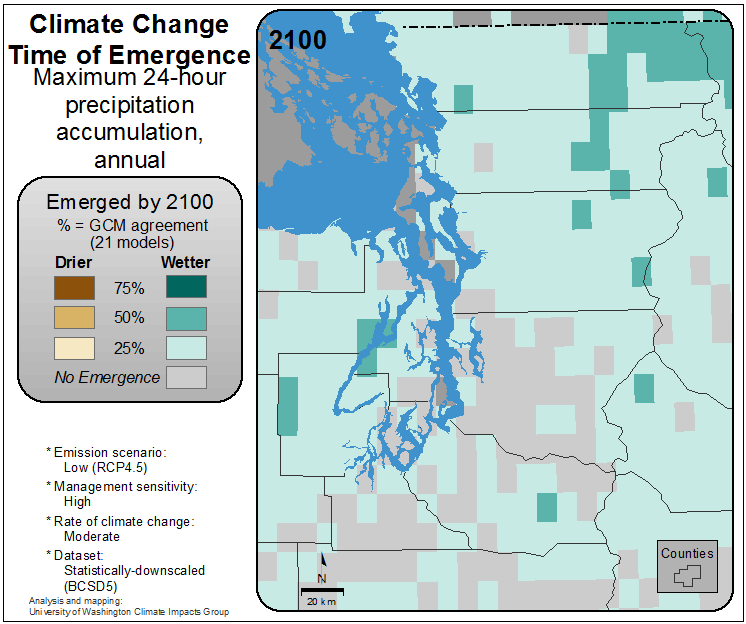 Climate Change
Time of Emergence
Maximum 24-hour
precipitation
accumulation,
annual
2100
Emerged by 2100
% = GCM agreement
(21 models)
Drier
Wetter
75%
50%
25%
No Emergence
* Emission scenario:
Low (RCP4.5)
* Management sensitivity:
High
* Rate of climate change:
Moderate
* Dataset:
Statistically-downscaled
(BCSD5)
Analysis and mapping:
University of Washington Climate Impacts Group
N
20 km
Counties